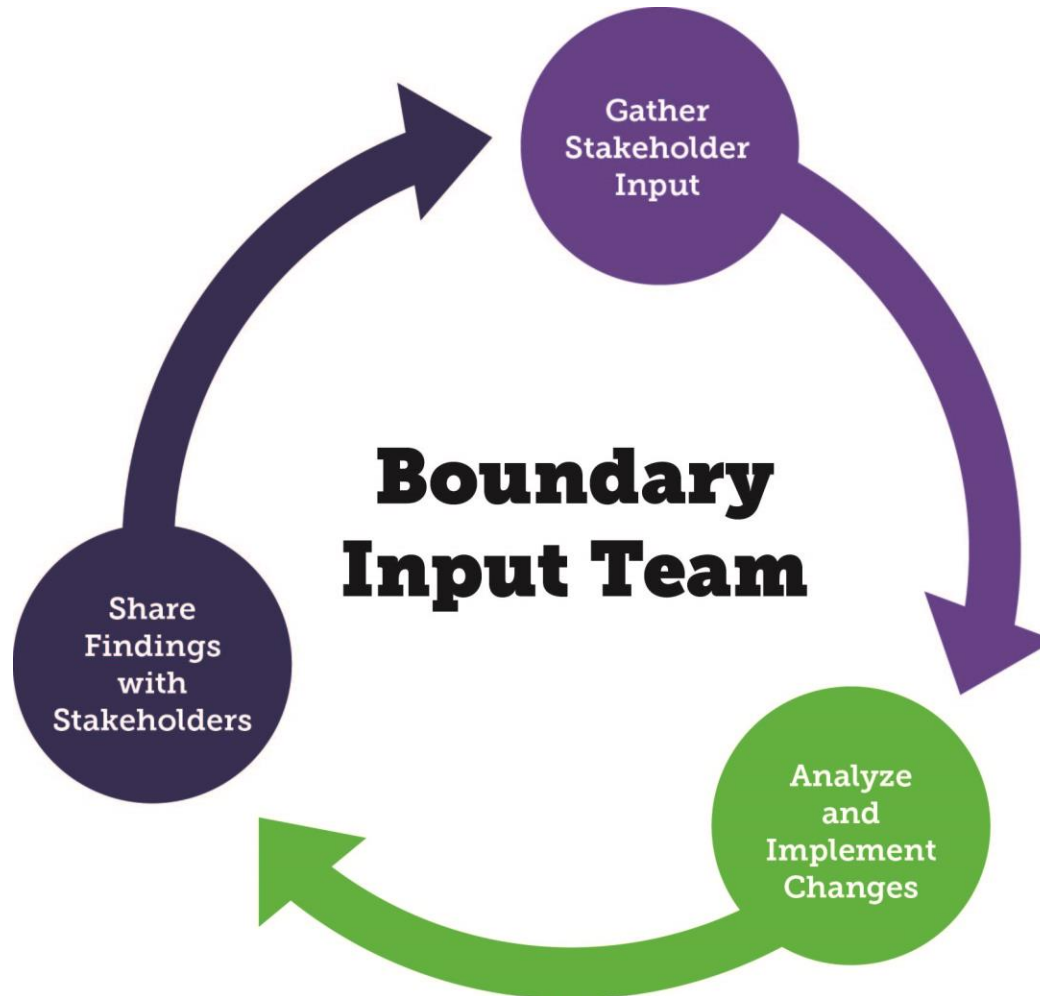 Gather
Stakeholder
Input
Boundary
Input Team
Share
Findings
with
Stakeholders
Analyze
and
Implement
Changes